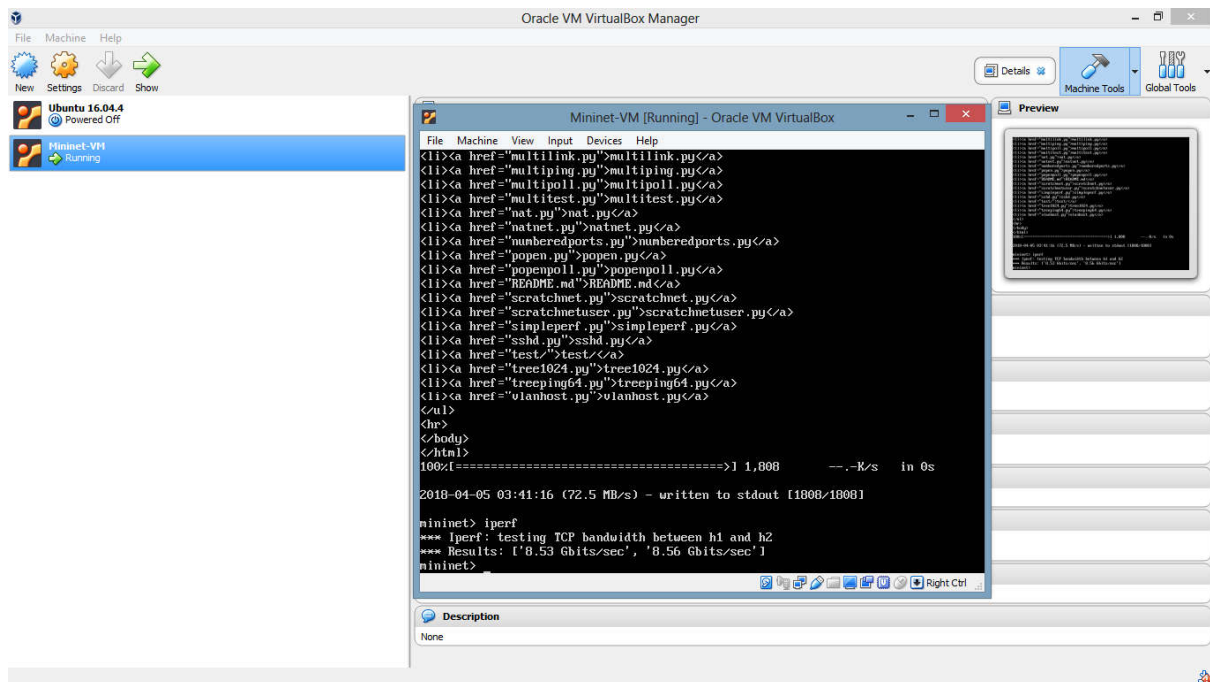 Oracle VM VirtualBox Manager
File Machine Help
New Settings Discard Show
Details
Machine Tools
Global Tools
Ubuntu 16.04.4
Powered Off
Mininet-VM
Running
Preview
Mininet-VM [Running] - Oracle VM VirtualBox
File Machine View Input Devices Help
<li><a href="multilink.py">multilink.py</a>
<li><a href="multiping.py">multiping.py</a>
<li><a href="multipoll.py">multipoll.py</a>
<li><a href="multitest.py">multitest.py</a>
<li><a href="nat.py">nat.py</a>
<li><a href="natnet.py">natnet.py</a>
<li><a href="numberedports.py">numberedports.py</a>
<li><a href="popen.py">popen.py</a>
<li><a href="popenpoll.py">popenpoll.py</a>
<li><a href="README.md">README.md</a>
<li><a href="scratchnet.py">scratchnet.py</a>
<li><a href="scratchnetuser.py">scratchnetuser.py</a>
<li><a href="simpleperf.py">simpleperf.py</a>
<li><a href="sshd.py">sshd.py</a>
<li><a href="test/">test/</a>
<li><a href="tree1024.py">tree1024.py</a>
<li><a href="treeping64.py">treeping64.py</a>
<li><a href="vlanhost.py">vlanhost.py</a>
</ul>
<hr>
</body>
</html>
100%[======================================>] 1,808 --.-K/s in 0s
2018-04-05 03:41:16 (72.5 MB/s) - written to stdout [1808/1808]
mininet> iperf
*** Iperf: testing TCP bandwidth between h1 and h2
*** Results: ['8.53 Gbits/sec', '8.56 Gbits/sec']
mininet> _
Right Ctrl
Description
None